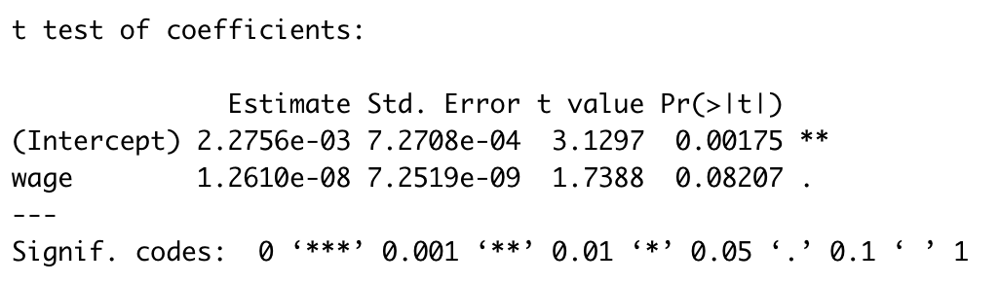 t test of coefficients:
Estimate Std. Error t value Pr(>|t|)
(Intercept) 2.2756e-03 7.2708e-04 3.1297 0.00175 **
wage 1.2610e-08 7.2519e-09 1.7388 0.08207 .
---
Signif. codes: 0 ‘***’ 0.001 ‘**’ 0.01 ‘*’ 0.05 ‘.’ 0.1 ‘ ’ 1